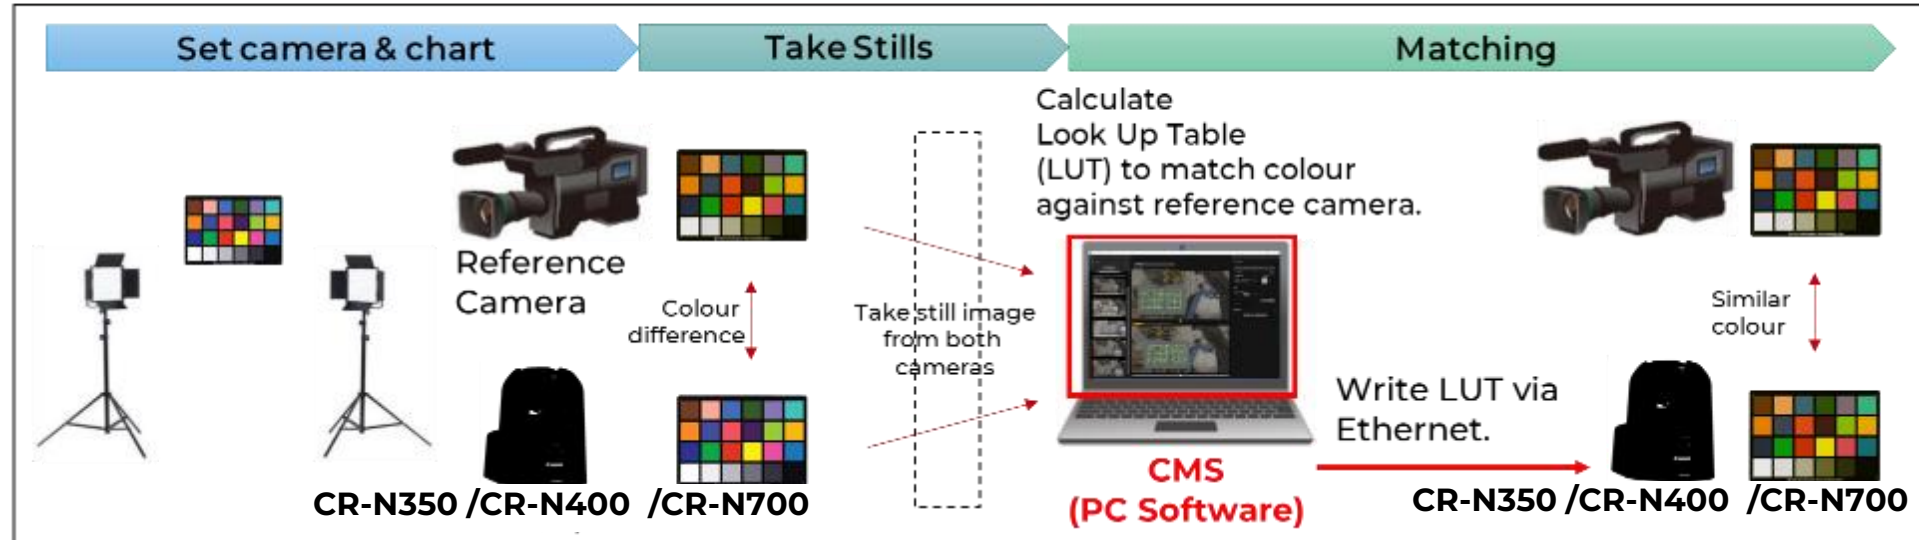 Set camera & chart
Take Stills
Matching
Reference
Camera
Colour
difference
CR-N350 /CR-N400 /CR-N700
Take still image
from both
cameras
Calculate
Look Up Table
(LUT) to match colour
against reference camera.
CMS
(PC Software)
Write LUT via
Ethernet.
Similar
colour
CR-N350 /CR-N400 /CR-N700